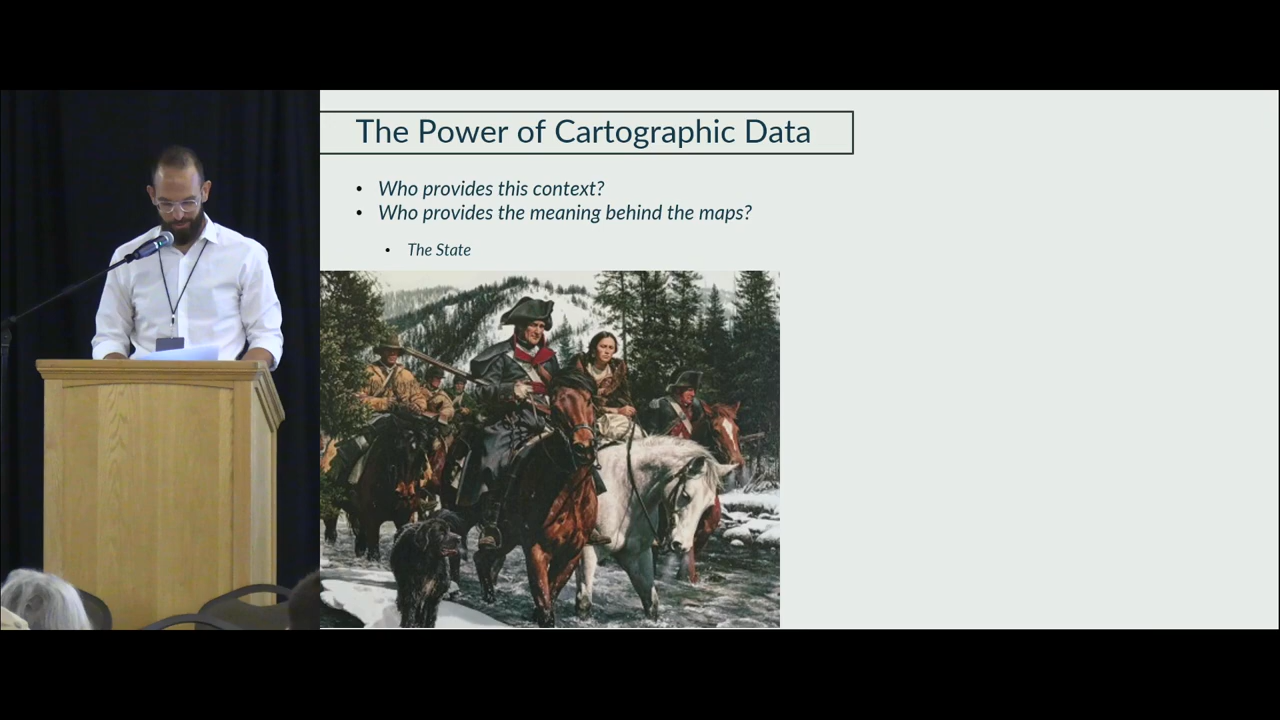 The Power of Cartographic Data
Who provides this context?
Who provides the meaning behind the maps?
The State